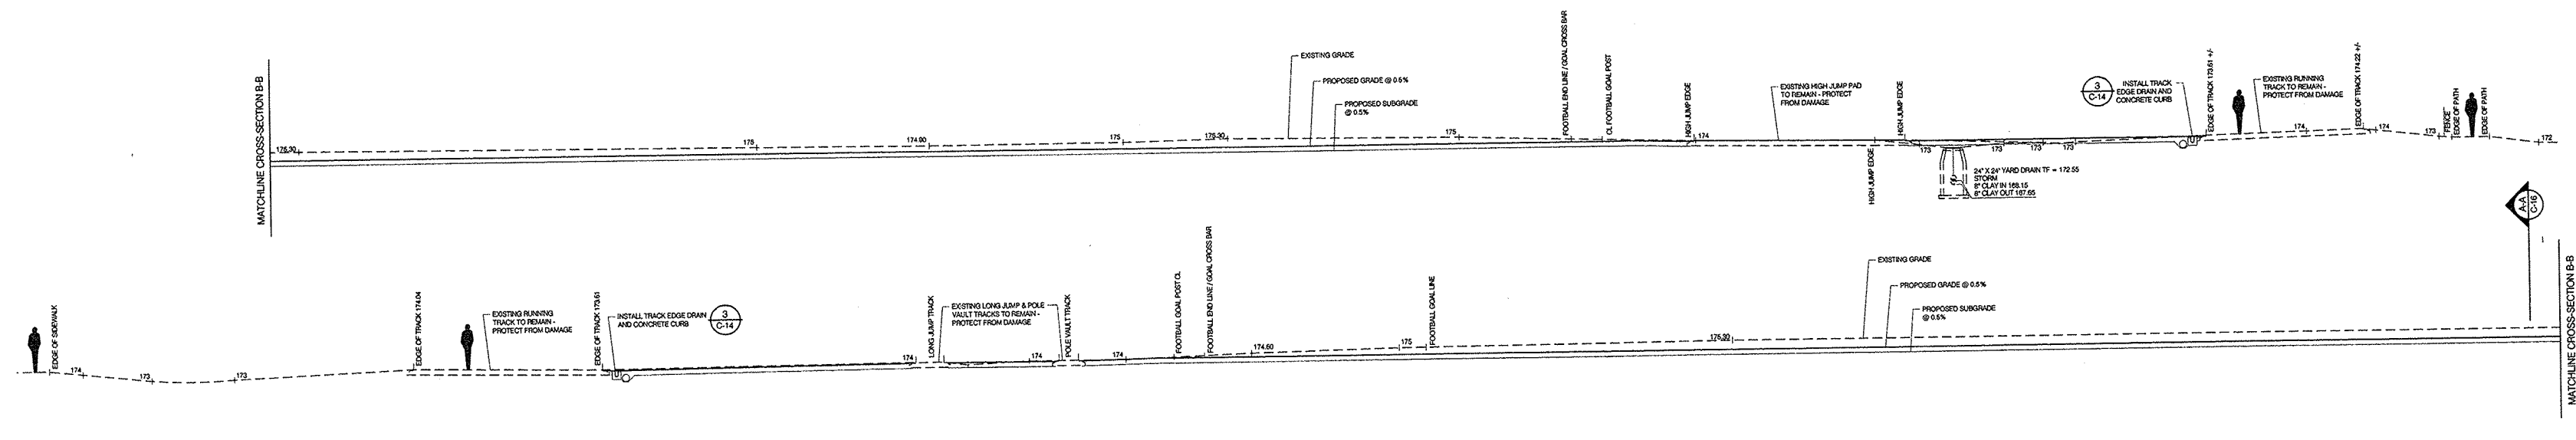 MATCHLINE CROSS-SECTION B-B
175.30
175
174.90
175
175.30
EXISTING GRADE
PROPOSED GRADE @ 0.5%
PROPOSED SUBGRADE
@ 0.5%
175
FOOTBALL END LINE / GOAL CROSS BAR
CL FOOTBALL GOAL POST
HIGH JUMP EDGE
174
EXISTING HIGH JUMP PAD
TO REMAIN - PROTECT
FROM DAMAGE
HIGH JUMP EDGE
HIGH JUMP EDGE
173
24" X 24" YARD DRAIN TF = 172.55
STORM
8" CLAY IN 168.15
8" CLAY OUT 167.65
173
173
173
3
C-14
INSTALL TRACK
EDGE DRAIN AND
CONCRETE CURB
EDGE OF TRACK 173.61 +/-
EXISTING RUNNING
TRACK TO REMAIN -
PROTECT FROM DAMAGE
174
EDGE OF TRACK 174.22 +/-
174
173
FENCE
EDGE OF PATH
EDGE OF PATH
172
A-A
C-16
EDGE OF SIDEWALK
174
173
173
EDGE OF TRACK 174.04
EXISTING RUNNING
TRACK TO REMAIN -
PROTECT FROM DAMAGE
EDGE OF TRACK 173.61
INSTALL TRACK EDGE DRAIN
AND CONCRETE CURB
3
C-14
174
LONG JUMP TRACK
EXISTING LONG JUMP & POLE
VAULT TRACKS TO REMAIN -
PROTECT FROM DAMAGE
174
POLE VAULT TRACK
174
FOOTBALL GOAL POST CL
FOOTBALL END LINE / GOAL CROSS BAR
174.60
175
FOOTBALL GOAL LINE
EXISTING GRADE
PROPOSED GRADE @ 0.5%
PROPOSED SUBGRADE
@ 0.5%
MATCHLINE CROSS-SECTION B-B